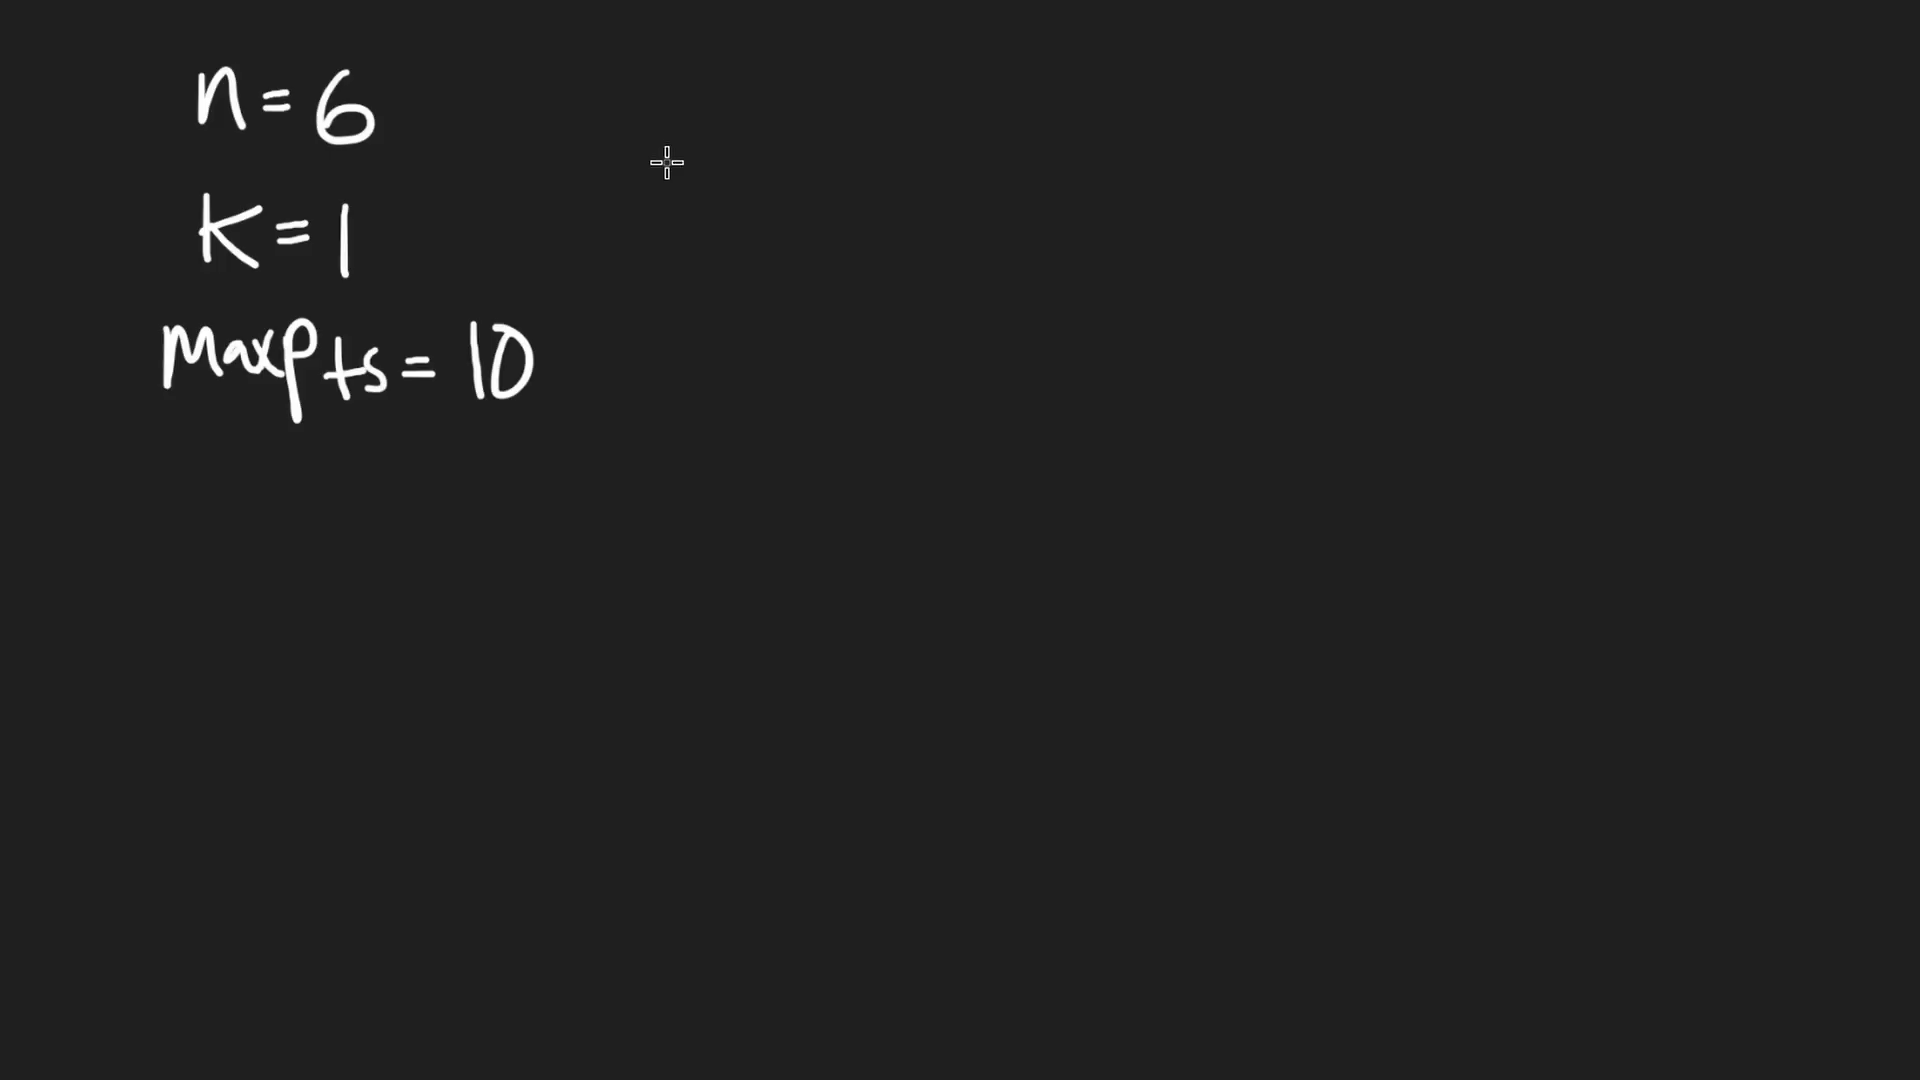 n = 6
K = 1
maxPts = 10